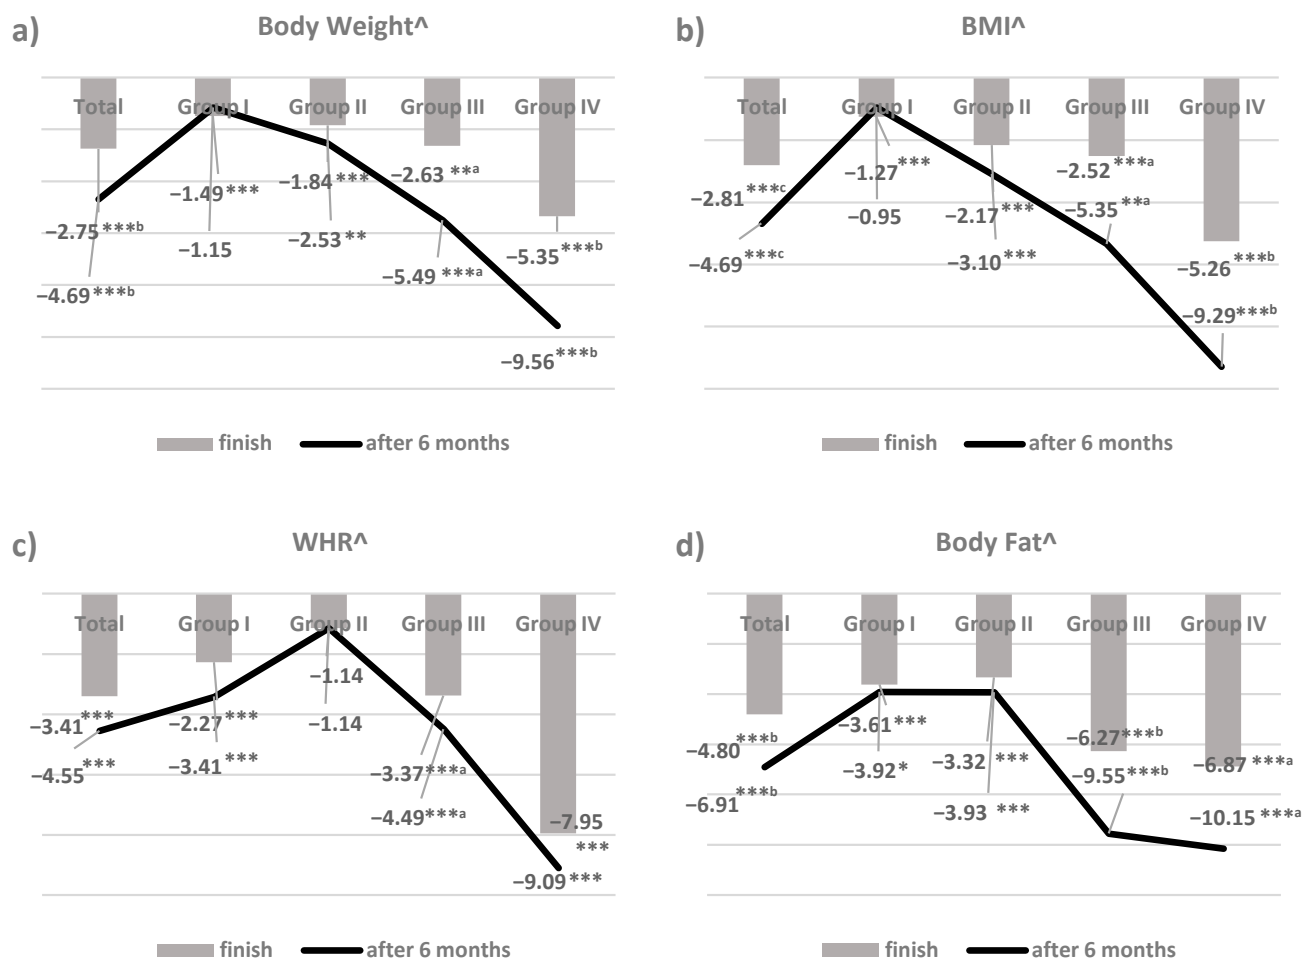 a)
Body Weight^
Total Group I Group II Group III Group IV
−2.75***ᵇ
−4.69***ᵇ
−1.49***
−1.15
−1.84***
−2.53**
−2.63 **ᵃ
−5.49***ᵃ
−5.35***ᵇ
−9.56***ᵇ
finish after 6 months
b)
BMI^
Total Group I Group II Group III Group IV
−2.81***ᶜ
−4.69***ᶜ
−1.27***
−0.95
−2.17***
−3.10***
−2.52***ᵃ
−5.35**ᵃ
−5.26***ᵇ
−9.29***ᵇ
finish after 6 months
c)
WHR^
Total Group I Group II Group III Group IV
−3.41***
−4.55***
−2.27***
−3.41***
−1.14
−1.14
−3.37***ᵃ
−4.49***ᵃ
−7.95
***
−9.09***
finish after 6 months
d)
Body Fat^
Total Group I Group II Group III Group IV
−4.80***ᵇ
−6.91***ᵇ
−3.61***
−3.92*
−3.32***
−3.93***
−6.27***ᵇ
−9.55***ᵇ
−6.87***ᵃ
−10.15***ᵃ
finish after 6 months